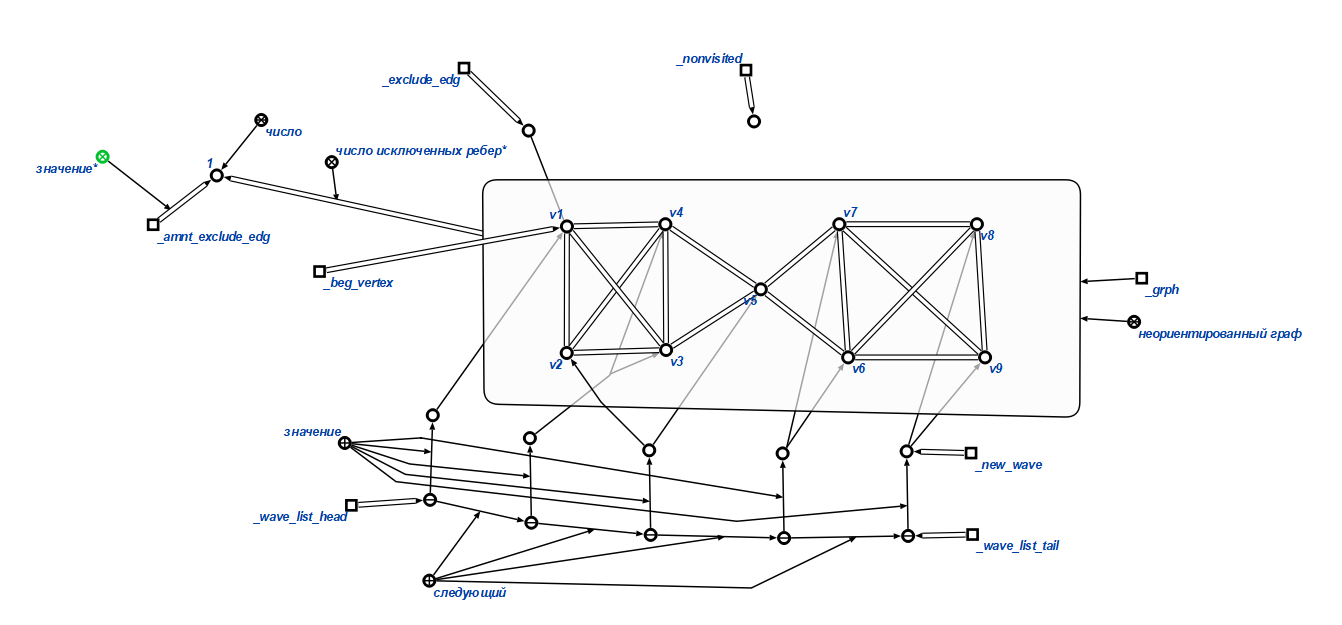 _nonvisited
_exclude_edg
число
число исключенных ребер*
1
значение*
_amnt_exclude_edg
v1
v4
v7
v8
_beg_vertex
_grph
v5
неориентированный граф
v2
v3
v6
v9
значение
_new_wave
_wave_list_head
_wave_list_tail
следующий